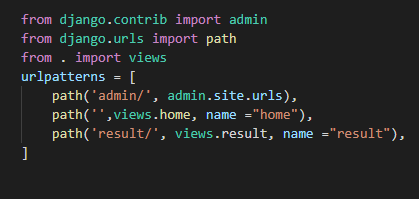 from django.contrib import admin
from django.urls import path
from . import views
urlpatterns = [
    path('admin/', admin.site.urls),
    path('',views.home, name ="home"),
    path('result/', views.result, name ="result"),
]